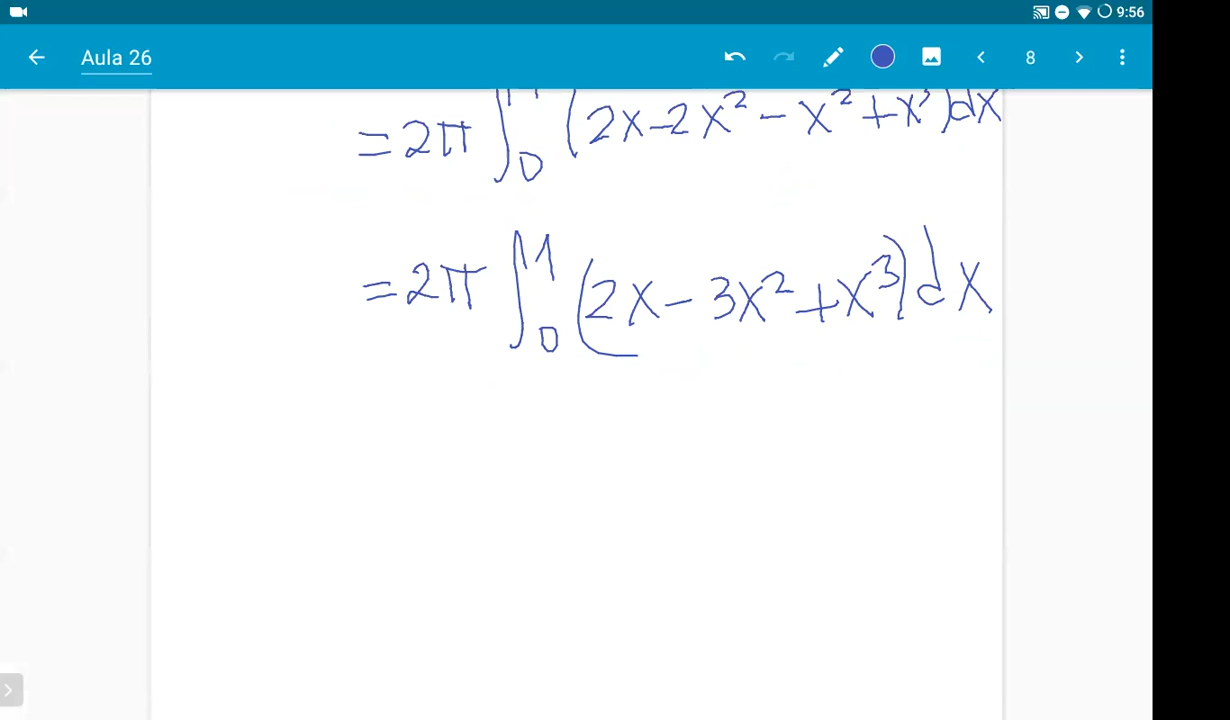 9:56
Aula 26 8
= 2π ∫₀¹ (2x - 2x² - x² + x³) dx
= 2π ∫₀¹ (2x - 3x² + x³) dx